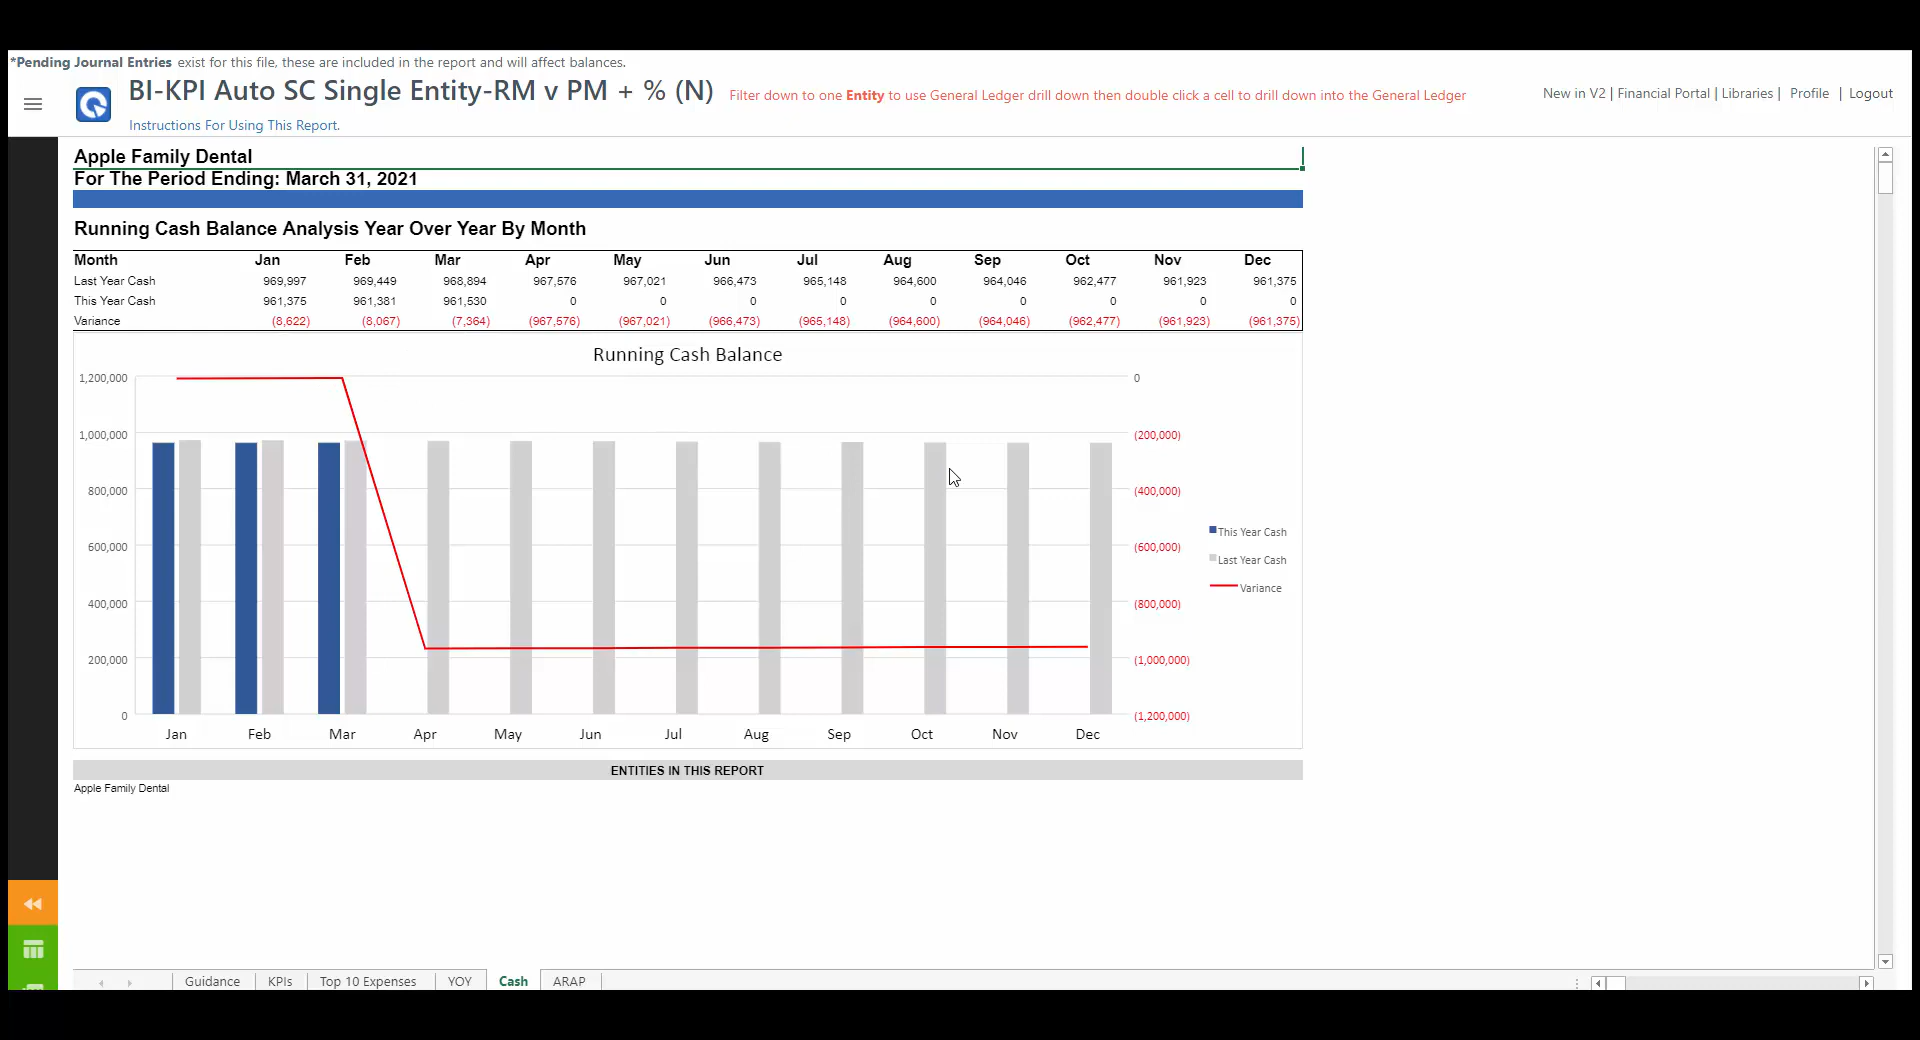 *Pending Journal Entries exist for this file, these are included in the report and will affect balances.
BI-KPI Auto SC Single Entity-RM v PM + % (N)
Filter down to one Entity to use General Ledger drill down then double click a cell to drill down into the General Ledger
New in V2 | Financial Portal | Libraries | Profile | Logout
Instructions For Using This Report.
Apple Family Dental
For The Period Ending: March 31, 2021
Running Cash Balance Analysis Year Over Year By Month
Month Jan Feb Mar Apr May Jun Jul Aug Sep Oct Nov Dec
Last Year Cash 969,997 969,449 968,894 967,576 967,021 966,473 965,148 964,600 964,046 962,477 961,923 961,375
This Year Cash 961,375 961,381 961,530 0 0 0 0 0 0 0 0 0
Variance (8,622) (8,067) (7,364) (967,576) (967,021) (966,473) (965,148) (964,600) (964,046) (962,477) (961,923) (961,375)
Running Cash Balance
1,200,000 0
1,000,000 (200,000)
800,000 (400,000)
600,000 (600,000)
400,000 (800,000)
200,000 (1,000,000)
0 (1,200,000)
This Year Cash
Last Year Cash
Variance
Jan Feb Mar Apr May Jun Jul Aug Sep Oct Nov Dec
ENTITIES IN THIS REPORT
Apple Family Dental
Guidance KPIs Top 10 Expenses YOY Cash ARAP